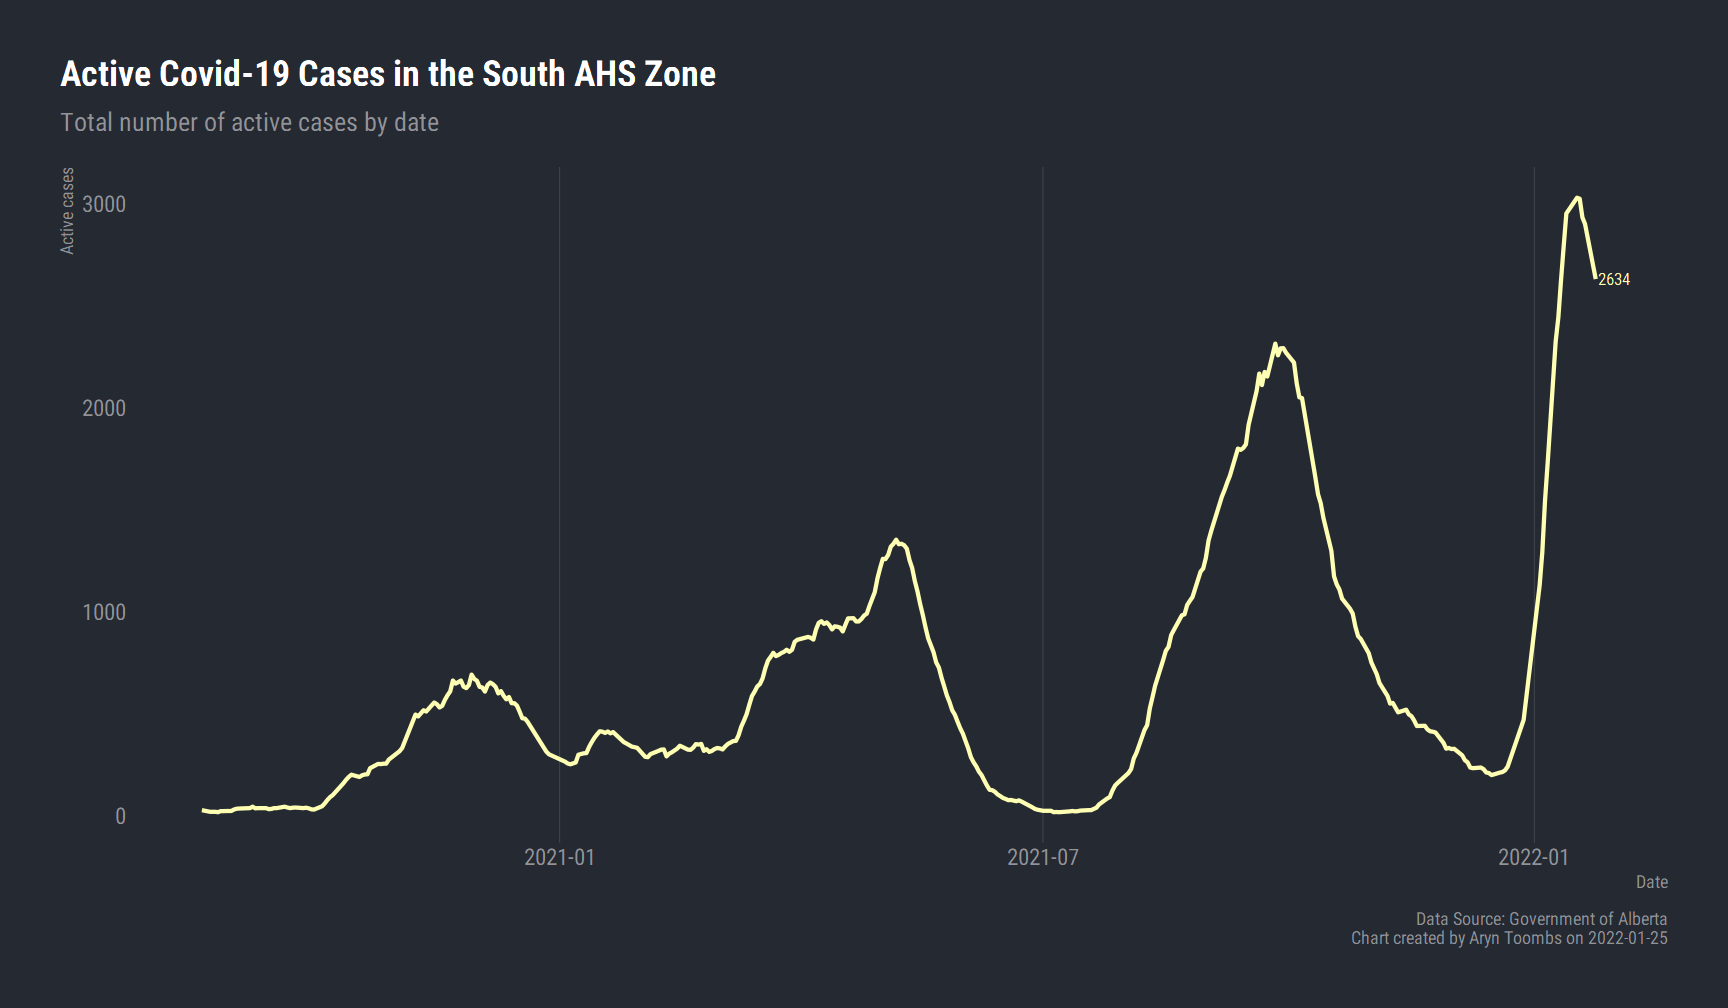 Active Covid-19 Cases in the South AHS Zone
Total number of active cases by date
Active cases
3000
2000
1000
0
2634
2021-01
2021-07
2022-01
Date
Data Source: Government of Alberta
Chart created by Aryn Toombs on 2022-01-25